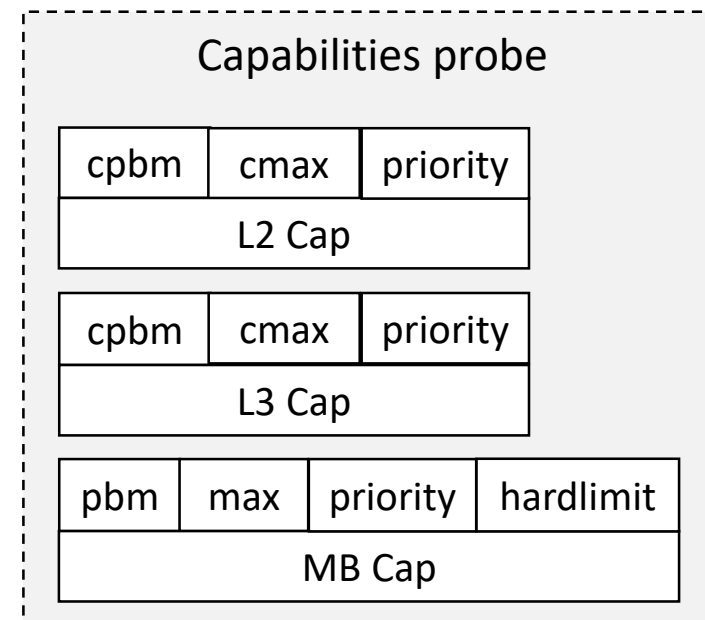 Capabilities probe
cpbm cmax priority
L2 Cap
cpbm cmax priority
L3 Cap
pbm max priority hardlimit
MB Cap